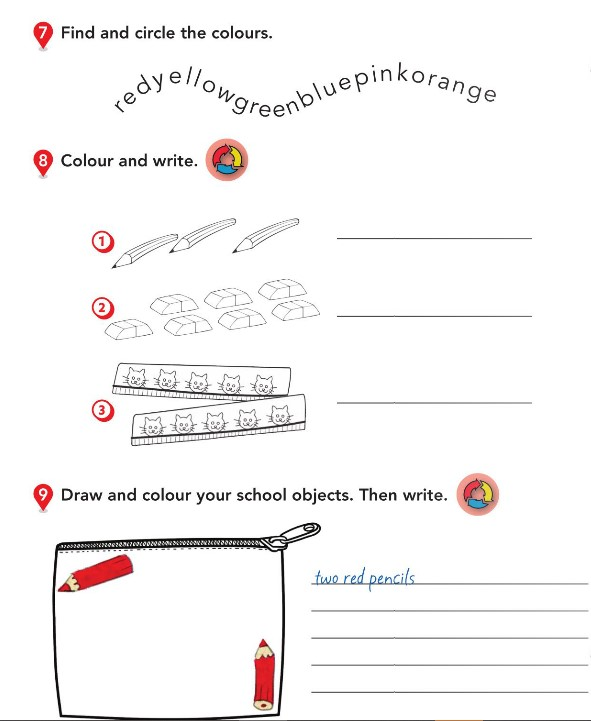 7 Find and circle the colours.
redyellowgreenbluepinkorange
8 Colour and write.
1
2
3
9 Draw and colour your school objects. Then write.
two red pencils